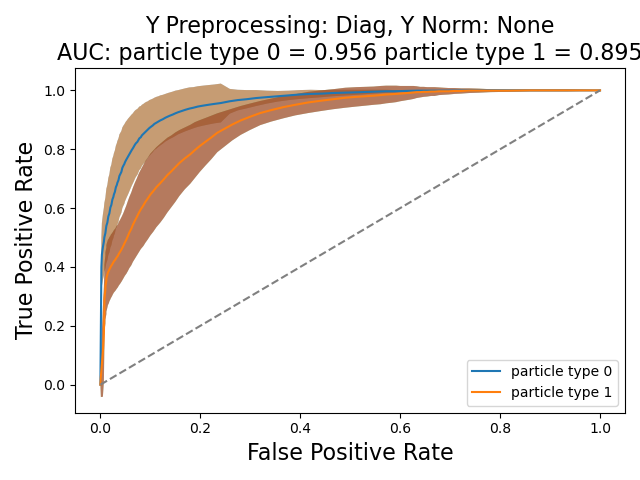 Y Preprocessing: Diag, Y Norm: None
AUC: particle type 0 = 0.956 particle type 1 = 0.895
True Positive Rate
1.0
0.8
0.6
0.4
0.2
0.0
particle type 0
particle type 1
0.0 0.2 0.4 0.6 0.8 1.0
False Positive Rate